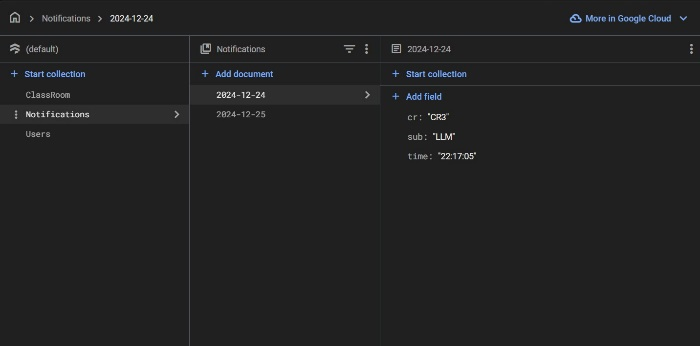 Notifications > 2024-12-24
More in Google Cloud
(default)
Notifications
2024-12-24
+ Start collection
+ Add document
+ Start collection
ClassRoom
Notifications
Users
2024-12-24
2024-12-25
+ Add field
cr: "CR3"
sub: "LLM"
time: "22:17:05"